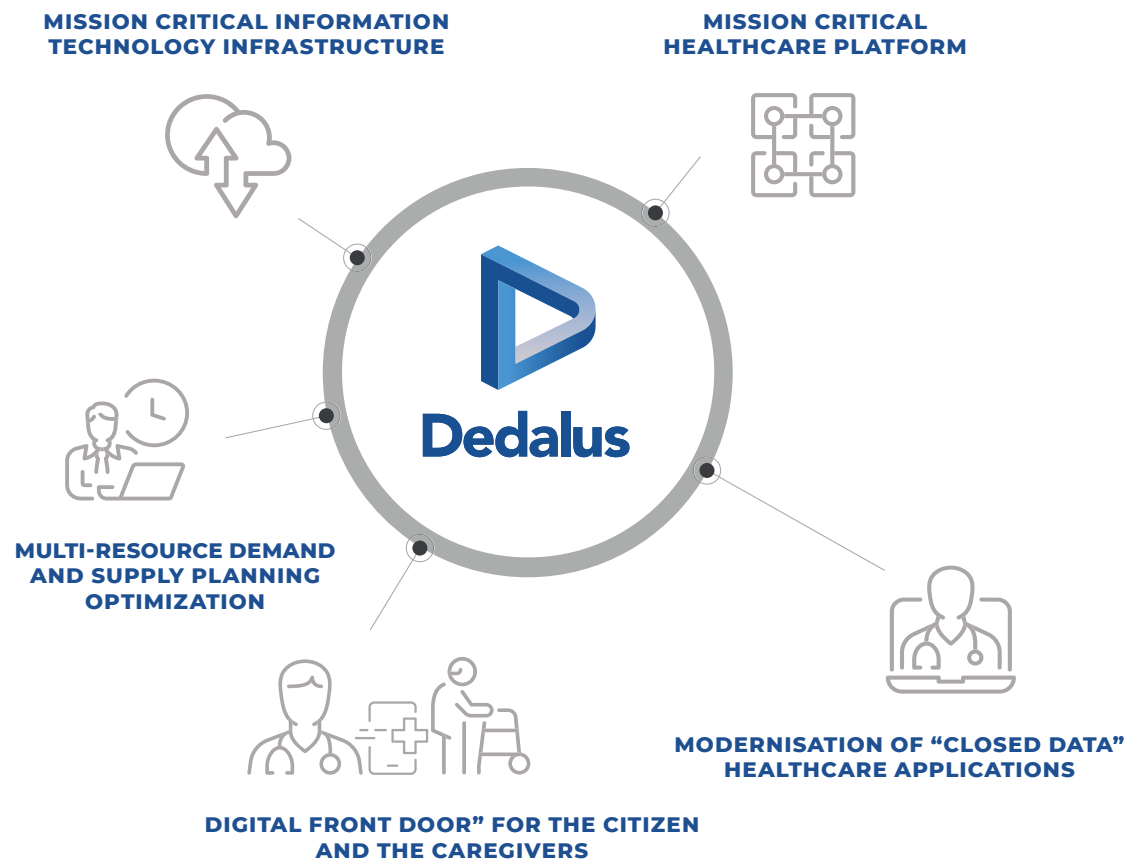 MISSION CRITICAL INFORMATION
TECHNOLOGY INFRASTRUCTURE
MISSION CRITICAL
HEALTHCARE PLATFORM
Dedalus
MULTI-RESOURCE DEMAND
AND SUPPLY PLANNING
OPTIMIZATION
MODERNISATION OF “CLOSED DATA”
HEALTHCARE APPLICATIONS
DIGITAL FRONT DOOR” FOR THE CITIZEN
AND THE CAREGIVERS